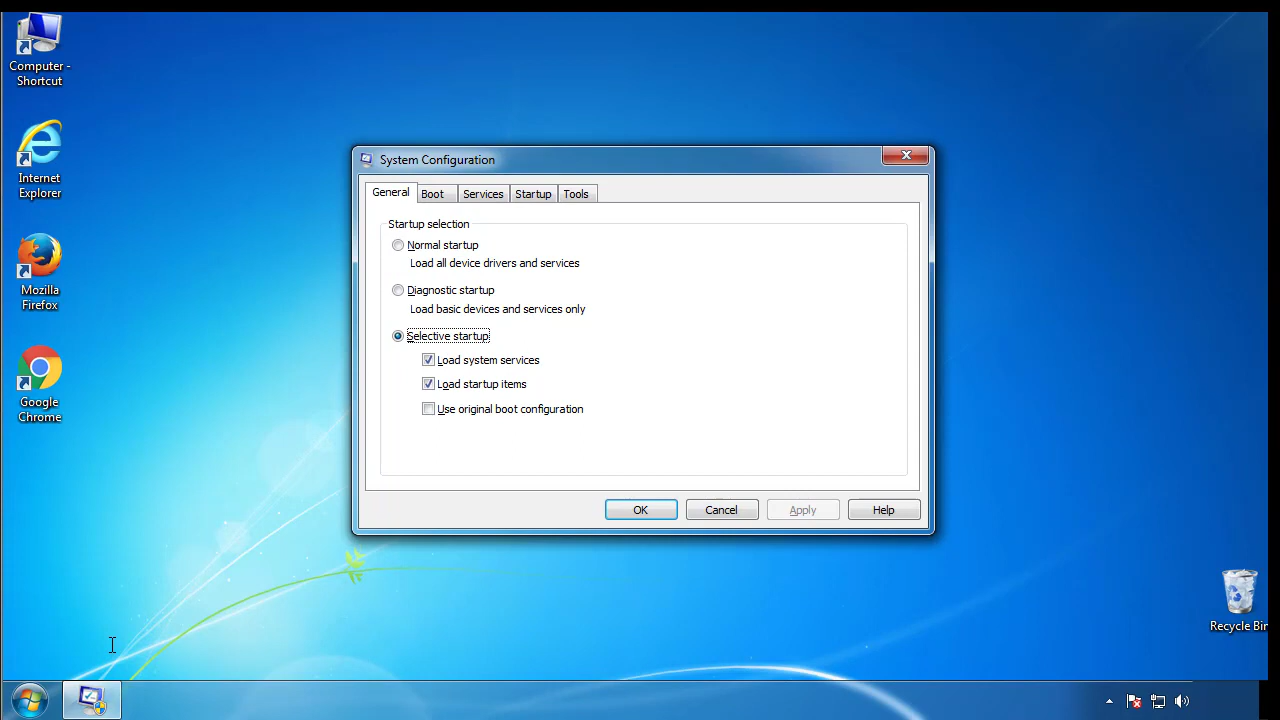 Computer -
Shortcut
Internet
Explorer
Mozilla
Firefox
Google
Chrome
System Configuration
General Boot Services Startup Tools
Startup selection
Normal startup
Load all device drivers and services
Diagnostic startup
Load basic devices and services only
Selective startup
Load system services
Load startup items
Use original boot configuration
OK Cancel Apply Help
Recycle Bin